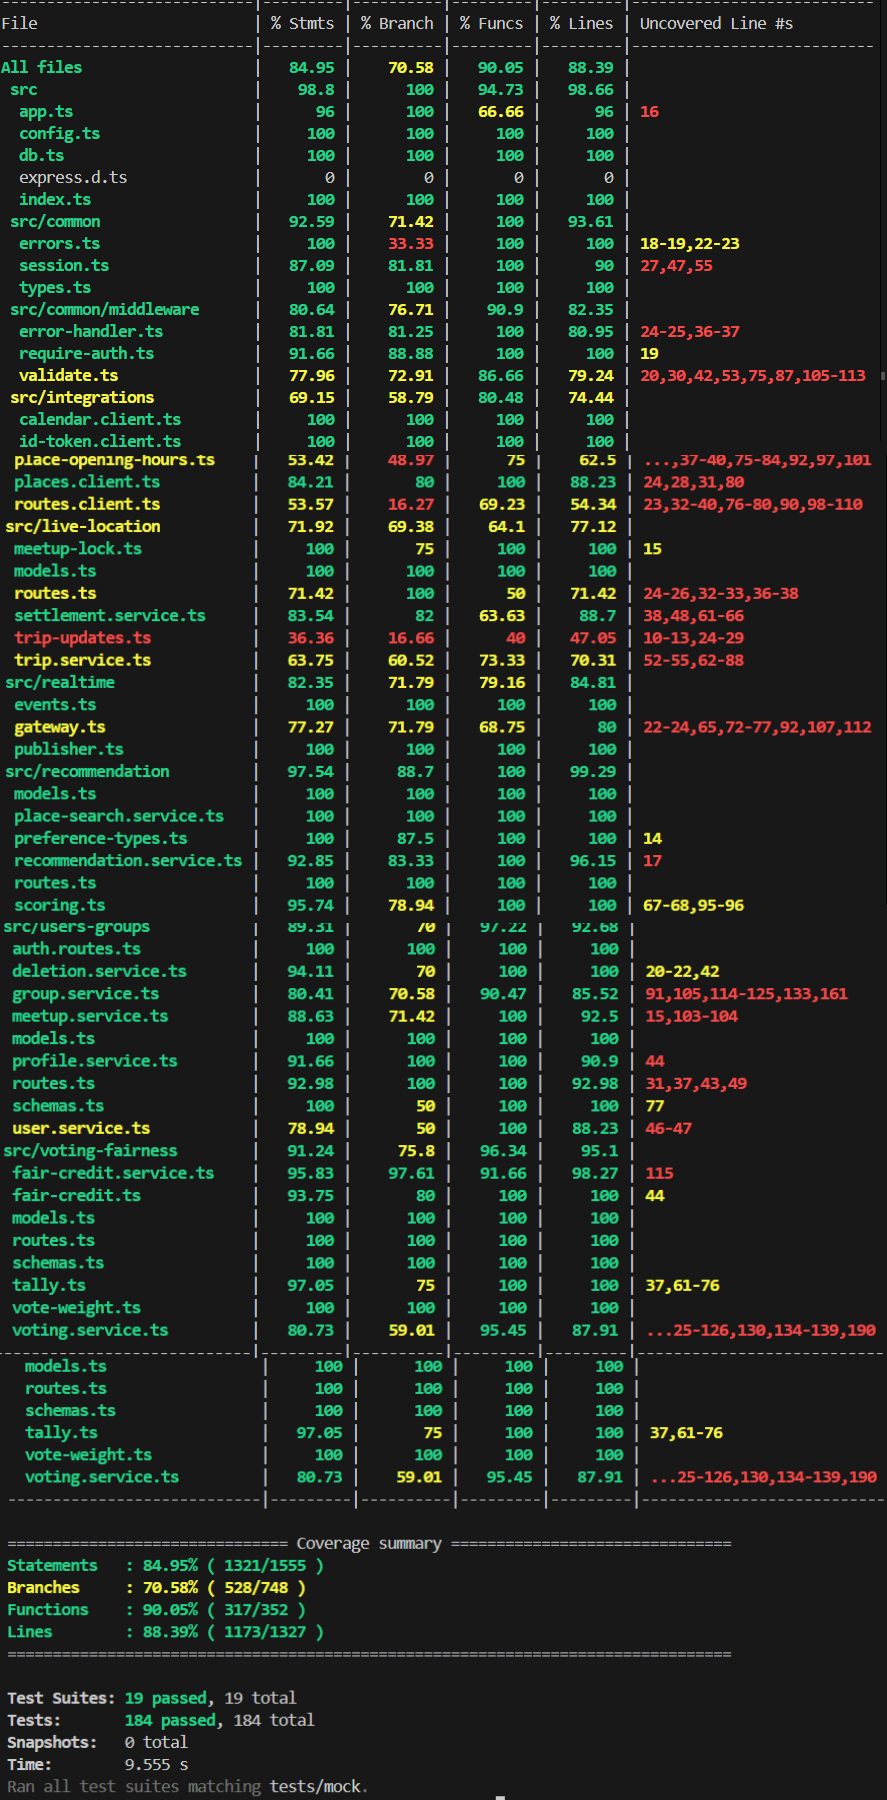 ----------------------------|---------|----------|---------|---------|--------------------------
File | % Stmts | % Branch | % Funcs | % Lines | Uncovered Line #s
----------------------------|---------|----------|---------|---------|--------------------------
All files | 84.95 | 70.58 | 90.05 | 88.39 |
src | 98.8 | 100 | 94.73 | 98.66 |
app.ts | 96 | 100 | 66.66 | 96 | 16
config.ts | 100 | 100 | 100 | 100 |
db.ts | 100 | 100 | 100 | 100 |
express.d.ts | 0 | 0 | 0 | 0 |
index.ts | 100 | 100 | 100 | 100 |
src/common | 92.59 | 71.42 | 100 | 93.61 |
errors.ts | 100 | 33.33 | 100 | 100 | 18-19,22-23
session.ts | 87.09 | 81.81 | 100 | 90 | 27,47,55
types.ts | 100 | 100 | 100 | 100 |
src/common/middleware | 80.64 | 76.71 | 90.9 | 82.35 |
error-handler.ts | 81.81 | 81.25 | 100 | 80.95 | 24-25,36-37
require-auth.ts | 91.66 | 88.88 | 100 | 100 | 19
validate.ts | 77.96 | 72.91 | 86.66 | 79.24 | 20,30,42,53,75,87,105-113
src/integrations | 69.15 | 58.79 | 80.48 | 74.44 |
calendar.client.ts | 100 | 100 | 100 | 100 |
id-token.client.ts | 100 | 100 | 100 | 100 |
place-opening-hours.ts | 53.42 | 48.97 | 75 | 62.5 | ...,37-40,75-84,92,97,101
places.client.ts | 84.21 | 80 | 100 | 88.23 | 24,28,31,80
routes.client.ts | 53.57 | 16.27 | 69.23 | 54.34 | 23,32-40,76-80,90,98-110
src/live-location | 71.92 | 69.38 | 64.1 | 77.12 |
meetup-lock.ts | 100 | 75 | 100 | 100 | 15
models.ts | 100 | 100 | 100 | 100 |
routes.ts | 71.42 | 100 | 50 | 71.42 | 24-26,32-33,36-38
settlement.service.ts | 83.54 | 82 | 63.63 | 88.7 | 38,48,61-66
trip-updates.ts | 36.36 | 16.66 | 40 | 47.05 | 10-13,24-29
trip.service.ts | 63.75 | 60.52 | 73.33 | 70.31 | 52-55,62-88
src/realtime | 82.35 | 71.79 | 79.16 | 84.81 |
events.ts | 100 | 100 | 100 | 100 |
gateway.ts | 77.27 | 71.79 | 68.75 | 80 | 22-24,65,72-77,92,107,112
publisher.ts | 100 | 100 | 100 | 100 |
src/recommendation | 97.54 | 88.7 | 100 | 99.29 |
models.ts | 100 | 100 | 100 | 100 |
place-search.service.ts | 100 | 100 | 100 | 100 |
preference-types.ts | 100 | 87.5 | 100 | 100 | 14
recommendation.service.ts | 92.85 | 83.33 | 100 | 96.15 | 17
routes.ts | 100 | 100 | 100 | 100 |
scoring.ts | 95.74 | 78.94 | 100 | 100 | 67-68,95-96
src/users-groups | 89.31 | 70 | 97.22 | 92.68 |
auth.routes.ts | 100 | 100 | 100 | 100 |
deletion.service.ts | 94.11 | 70 | 100 | 100 | 20-22,42
group.service.ts | 80.41 | 70.58 | 90.47 | 85.52 | 91,105,114-125,133,161
meetup.service.ts | 88.63 | 71.42 | 100 | 92.5 | 15,103-104
models.ts | 100 | 100 | 100 | 100 |
profile.service.ts | 91.66 | 100 | 100 | 90.9 | 44
routes.ts | 92.98 | 100 | 100 | 92.98 | 31,37,43,49
schemas.ts | 100 | 50 | 100 | 100 | 77
user.service.ts | 78.94 | 50 | 100 | 88.23 | 46-47
src/voting-fairness | 91.24 | 75.8 | 96.34 | 95.1 |
fair-credit.service.ts | 95.83 | 97.61 | 91.66 | 98.27 | 115
fair-credit.ts | 93.75 | 80 | 100 | 100 | 44
models.ts | 100 | 100 | 100 | 100 |
routes.ts | 100 | 100 | 100 | 100 |
schemas.ts | 100 | 100 | 100 | 100 |
tally.ts | 97.05 | 75 | 100 | 100 | 37,61-76
vote-weight.ts | 100 | 100 | 100 | 100 |
voting.service.ts | 80.73 | 59.01 | 95.45 | 87.91 | ...25-126,130,134-139,190
----------------------------|---------|----------|---------|---------|--------------------------
models.ts | 100 | 100 | 100 | 100 |
routes.ts | 100 | 100 | 100 | 100 |
schemas.ts | 100 | 100 | 100 | 100 |
tally.ts | 97.05 | 75 | 100 | 100 | 37,61-76
vote-weight.ts | 100 | 100 | 100 | 100 |
voting.service.ts | 80.73 | 59.01 | 95.45 | 87.91 | ...25-126,130,134-139,190
----------------------------|---------|----------|---------|---------|--------------------------
=============================== Coverage summary ===============================
Statements : 84.95% ( 1321/1555 )
Branches : 70.58% ( 528/748 )
Functions : 90.05% ( 317/352 )
Lines : 88.39% ( 1173/1327 )
================================================================================
Test Suites: 19 passed, 19 total
Tests: 184 passed, 184 total
Snapshots: 0 total
Time: 9.555 s
Ran all test suites matching tests/mock.